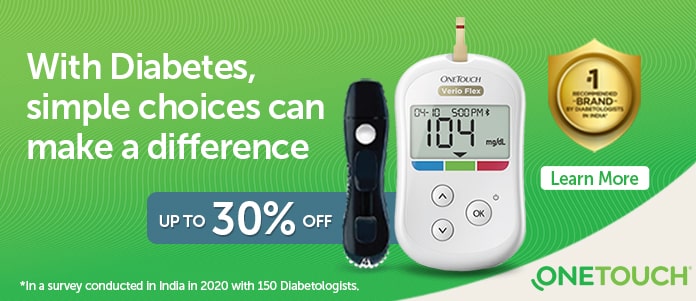 With Diabetes,
simple choices can
make a difference
UP TO 30% OFF
*In a survey conducted in India in 2020 with 150 Diabetologists.
ONETOUCH
Verio Flex
04-10 5:00 PM
104
mg/dL
OK
#1
RECOMMENDED
BRAND
BY DIABETOLOGISTS
IN INDIA*
Learn More
ONETOUCH®